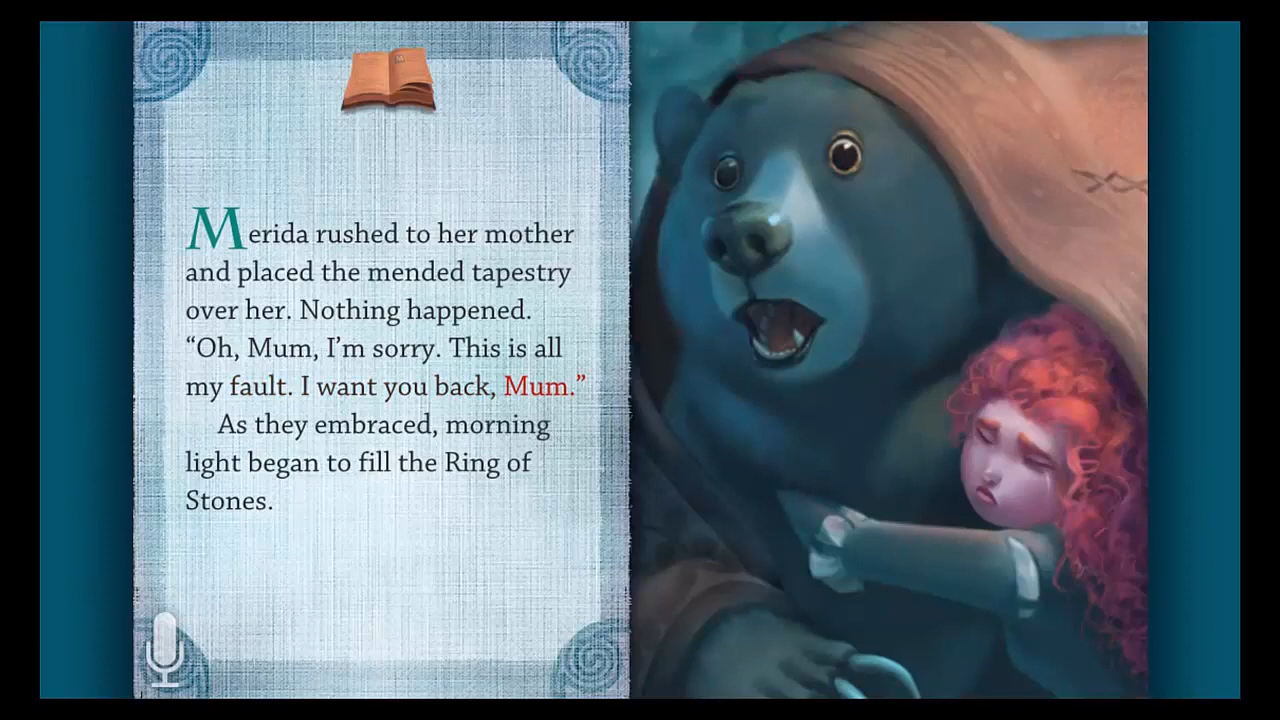 Merida rushed to her mother
and placed the mended tapestry
over her. Nothing happened.
“Oh, Mum, I’m sorry. This is all
my fault. I want you back, Mum.”
As they embraced, morning
light began to fill the Ring of
Stones.